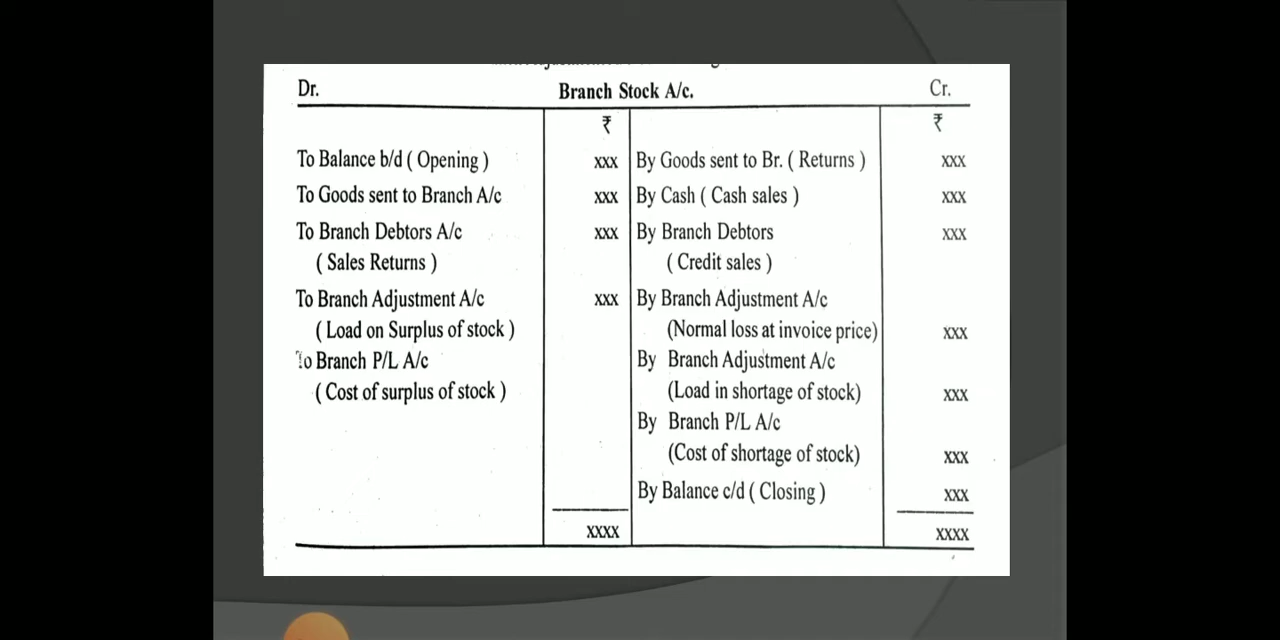 Dr. Branch Stock A/c. Cr.
₹ ₹
To Balance b/d ( Opening ) xxx By Goods sent to Br. ( Returns ) xxx
To Goods sent to Branch A/c xxx By Cash ( Cash sales ) xxx
To Branch Debtors A/c xxx By Branch Debtors xxx
( Sales Returns ) ( Credit sales )
To Branch Adjustment A/c xxx By Branch Adjustment A/c
( Load on Surplus of stock ) (Normal loss at invoice price) xxx
To Branch P/L A/c By Branch Adjustment A/c
( Cost of surplus of stock ) (Load in shortage of stock) xxx
By Branch P/L A/c
(Cost of shortage of stock) xxx
By Balance c/d ( Closing ) xxx
xxxx xxxx